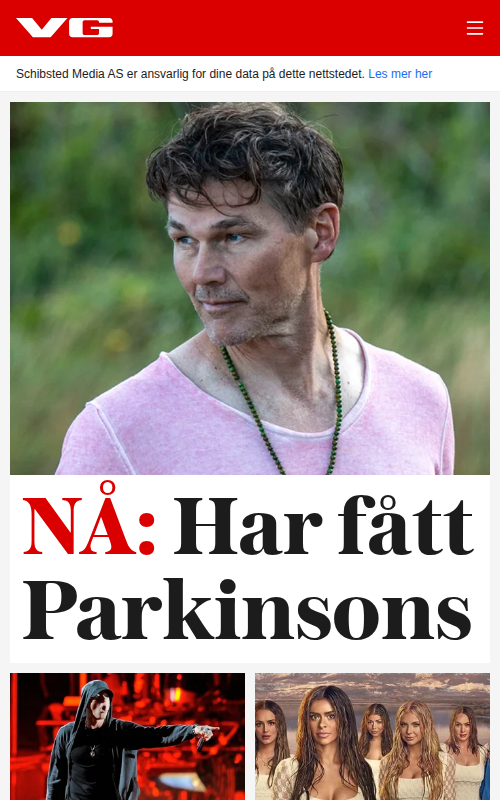 VG
Schibsted Media AS er ansvarlig for dine data på dette nettstedet. Les mer her
NÅ: Har fått
Parkinsons